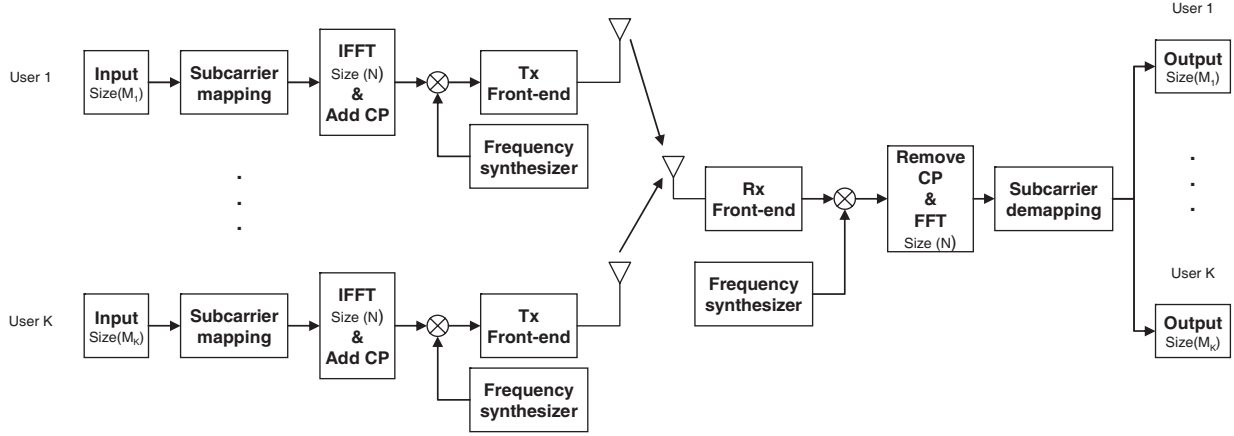 User 1
Input
Size(M1)
Subcarrier
mapping
IFFT
Size (N)
&
Add CP
Tx
Front-end
Frequency
synthesizer
User K
Input
Size(MK)
Subcarrier
mapping
IFFT
Size (N)
&
Add CP
Tx
Front-end
Frequency
synthesizer
Rx
Front-end
Frequency
synthesizer
Remove
CP
&
FFT
Size (N)
Subcarrier
demapping
User 1
Output
Size(M1)
User K
Output
Size(MK)